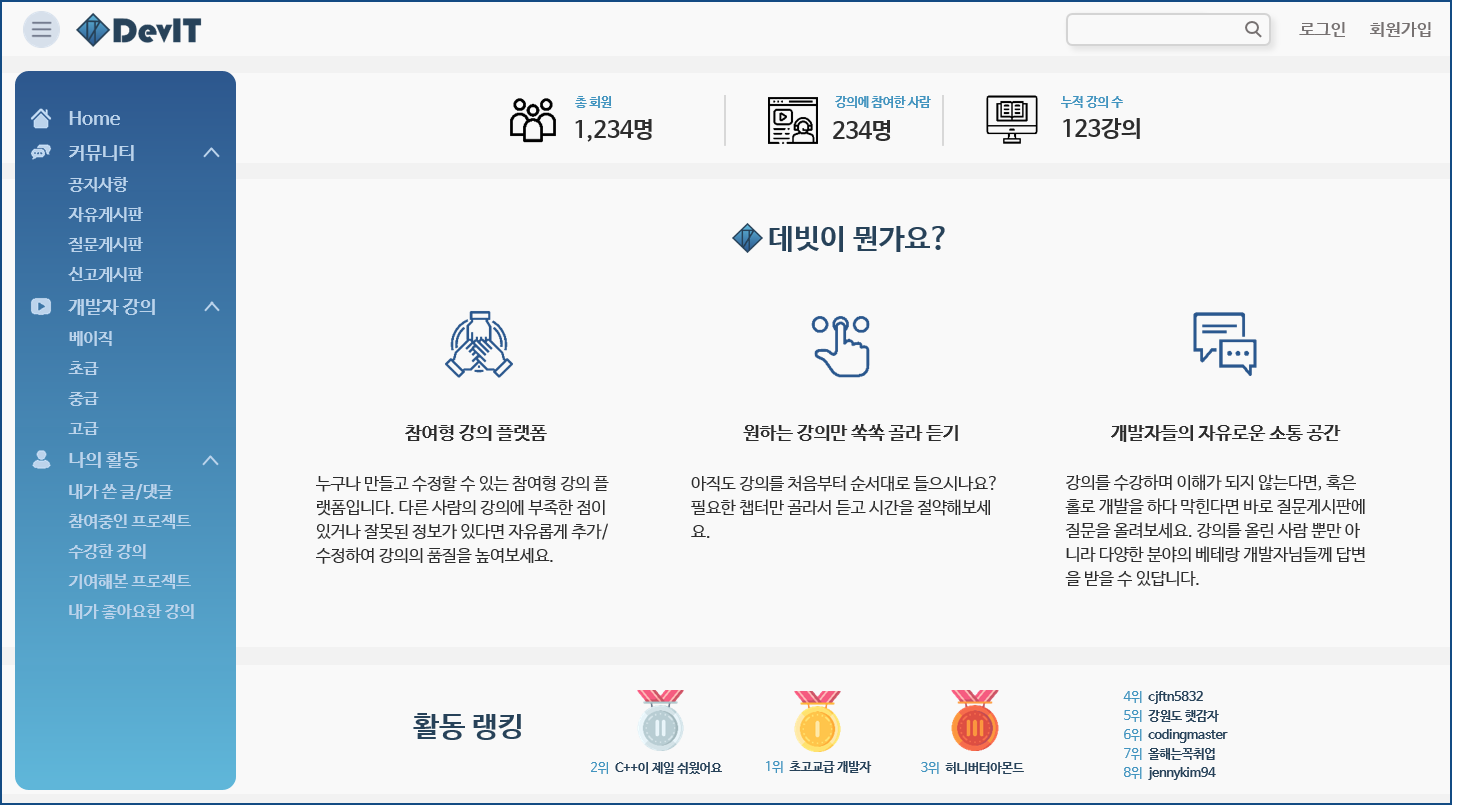 DevIT
로그인
회원가입
Home
커뮤니티
공지사항
자유게시판
질문게시판
신고게시판
개발자 강의
베이직
초급
중급
고급
나의 활동
내가 쓴 글/댓글
참여중인 프로젝트
수강한 강의
기여해본 프로젝트
내가 좋아요한 강의
총 회원
1,234명
강의에 참여한 사람
234명
누적 강의 수
123강의
데빗이 뭔가요?
참여형 강의 플랫폼
누구나 만들고 수정할 수 있는 참여형 강의 플
랫폼입니다. 다른 사람의 강의에 부족한 점이
있거나 잘못된 정보가 있다면 자유롭게 추가/
수정하여 강의의 품질을 높여보세요.
원하는 강의만 쏙쏙 골라 듣기
아직도 강의를 처음부터 순서대로 들으시나요?
필요한 챕터만 골라서 듣고 시간을 절약해보세
요.
개발자들의 자유로운 소통 공간
강의를 수강하며 이해가 되지 않는다면, 혹은
홀로 개발을 하다 막힌다면 바로 질문게시판에
질문을 올려보세요. 강의를 올린 사람 뿐만 아
니라 다양한 분야의 베테랑 개발자님들께 답변
을 받을 수 있답니다.
활동 랭킹
II
2위 C++이 제일 쉬웠어요
I
1위 초고교급 개발자
III
3위 허니버터아몬드
4위 cjftn5832
5위 강원도 햇감자
6위 codingmaster
7위 올해는꼭취업
8위 jennykim94